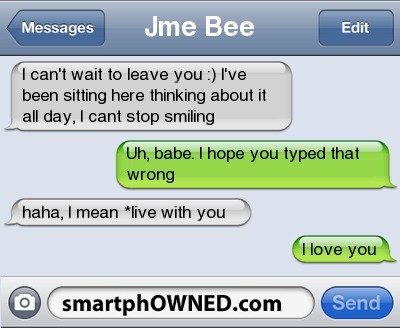 Messages
Jme Bee
Edit
I can't wait to leave you :) I've
been sitting here thinking about it
all day, I cant stop smiling
Uh, babe. I hope you typed that
wrong
haha, I mean *live with you
I love you
smartphOWNED.com
Send